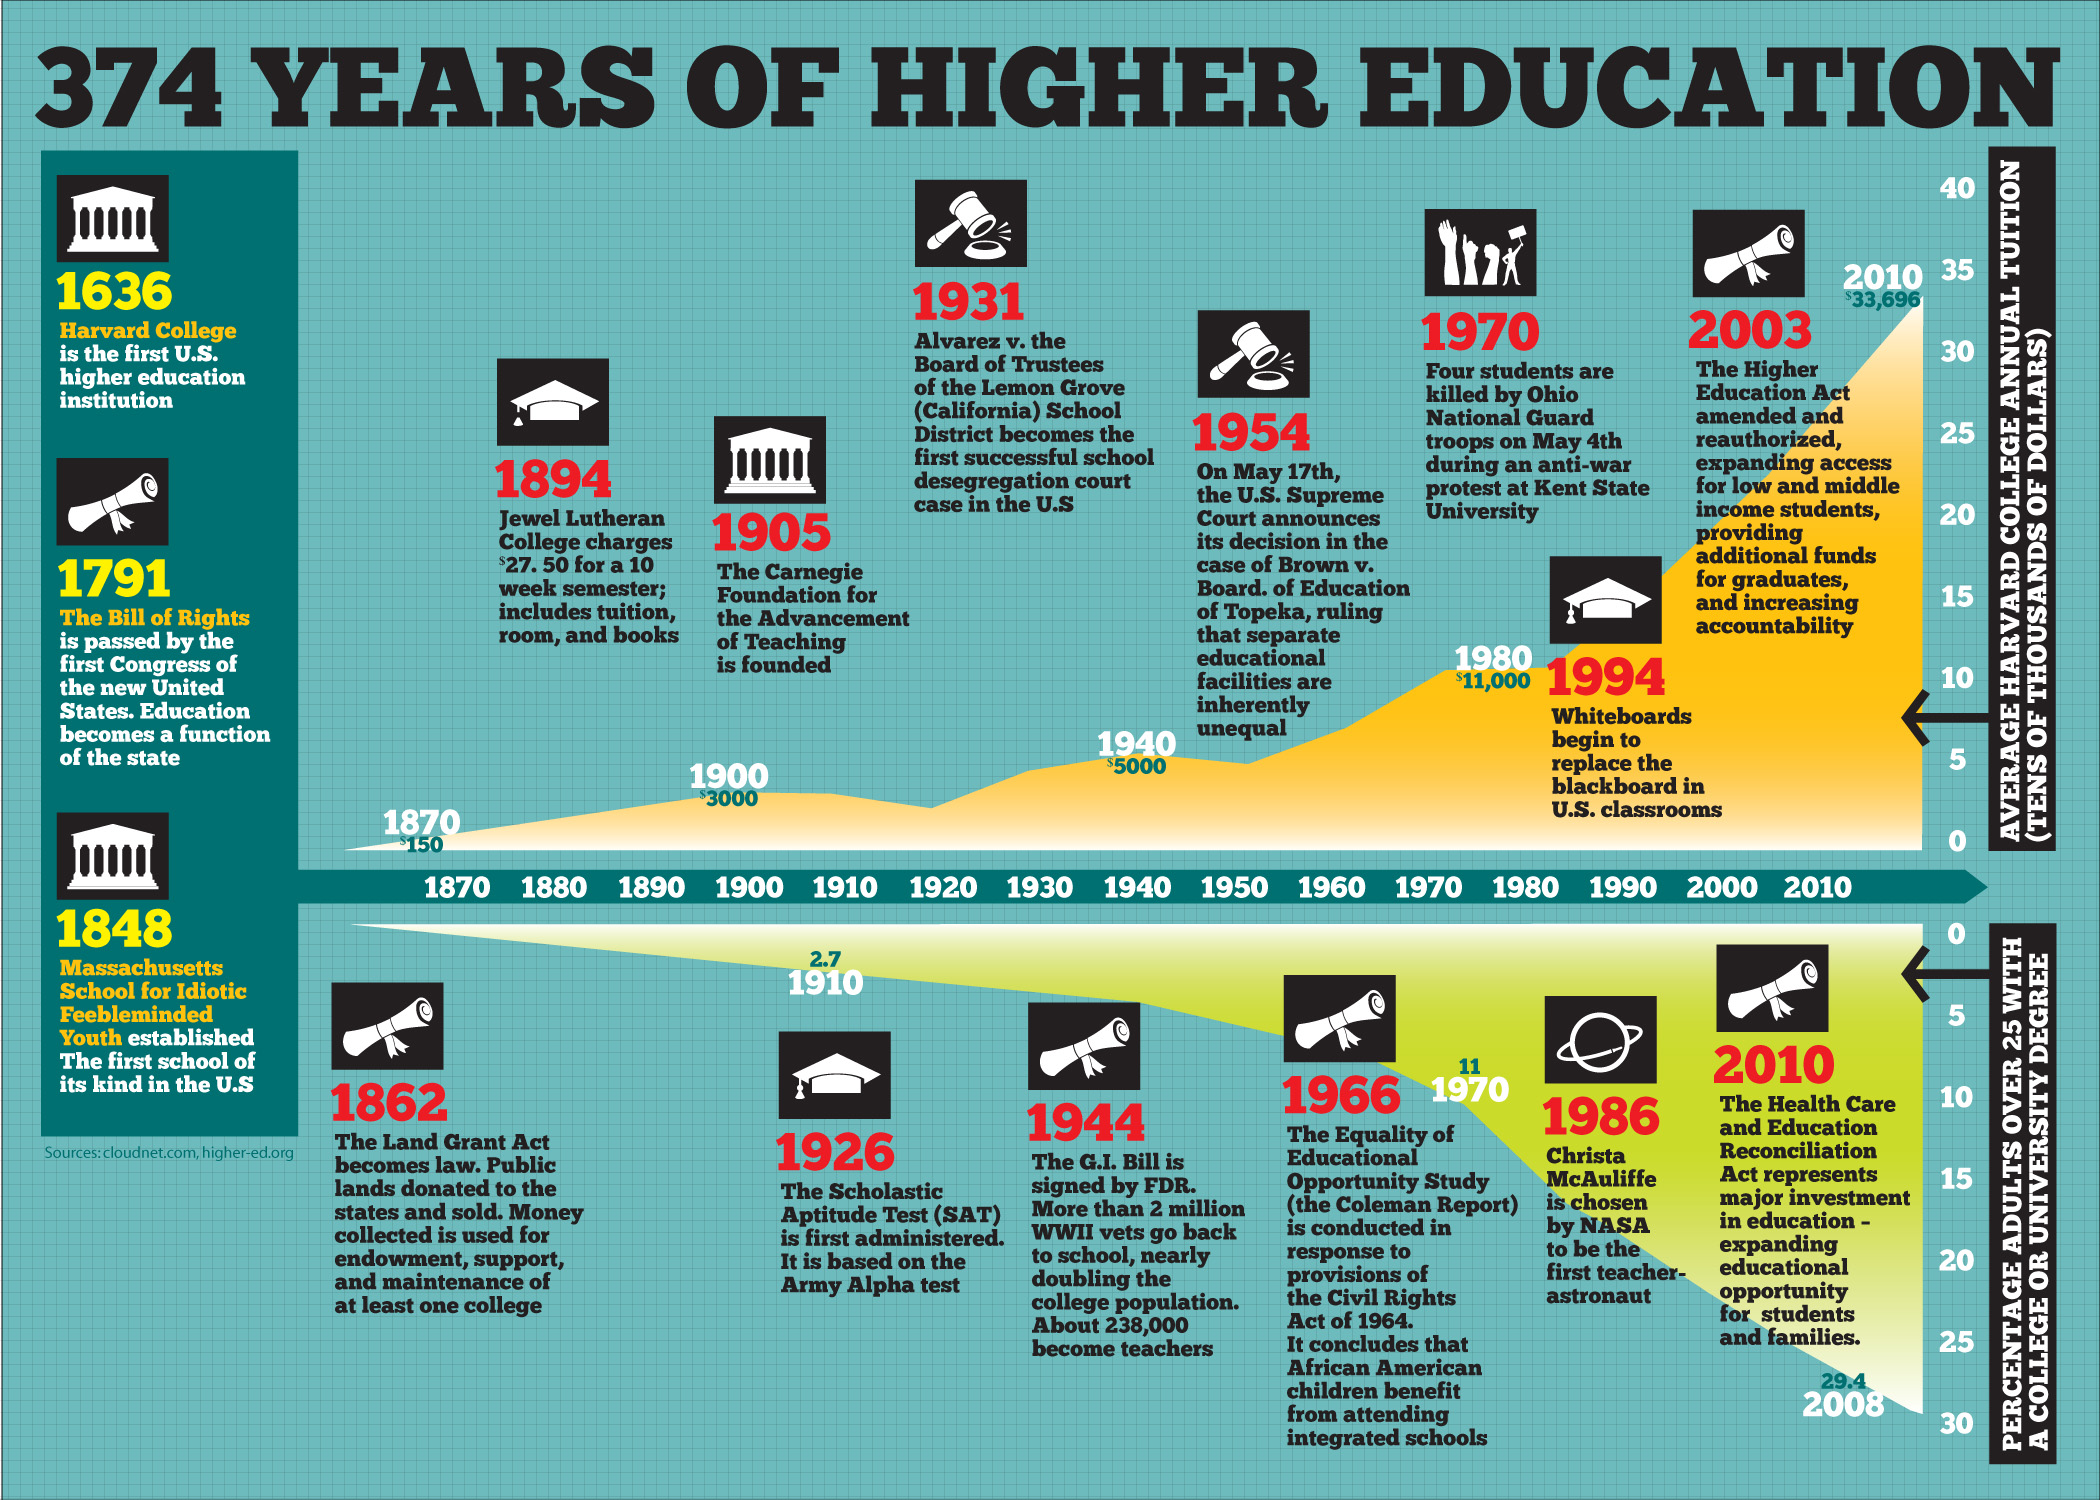 374 YEARS OF HIGHER EDUCATION
1636
Harvard College
is the first U.S.
higher education
institution
1791
The Bill of Rights
is passed by the
first Congress of
the new United
States. Education
becomes a function
of the state
1848
Massachusetts
School for Idiotic
Feebleminded
Youth established
The first school of
its kind in the U.S
Sources: cloudnet.com, higher-ed.org
1894
Jewel Lutheran
College charges
$27. 50 for a 10
week semester;
includes tuition,
room, and books
1905
The Carnegie
Foundation for
the Advancement
of Teaching
is founded
1931
Alvarez v. the
Board of Trustees
of the Lemon Grove
(California) School
District becomes the
first successful school
desegregation court
case in the U.S
1954
On May 17th,
the U.S. Supreme
Court announces
its decision in the
case of Brown v.
Board. of Education
of Topeka, ruling
that separate
educational
facilities are
inherently
unequal
1970
Four students are
killed by Ohio
National Guard
troops on May 4th
during an anti-war
protest at Kent State
University
1994
Whiteboards
begin to
replace the
blackboard in
U.S. classrooms
2003
The Higher
Education Act
amended and
reauthorized,
expanding access
for low and middle
income students,
providing
additional funds
for graduates,
and increasing
accountability
1870
$150
1900
$3000
1940
$5000
1980
$11,000
2010
$33,696
40
35
30
25
20
15
10
5
0
AVERAGE HARVARD COLLEGE ANNUAL TUITION
(TENS OF THOUSANDS OF DOLLARS)
1870 1880 1890 1900 1910 1920 1930 1940 1950 1960 1970 1980 1990 2000 2010
1862
The Land Grant Act
becomes law. Public
lands donated to the
states and sold. Money
collected is used for
endowment, support,
and maintenance of
at least one college
1926
The Scholastic
Aptitude Test (SAT)
is first administered.
It is based on the
Army Alpha test
1944
The G.I. Bill is
signed by FDR.
More than 2 million
WWII vets go back
to school, nearly
doubling the
college population.
About 238,000
become teachers
1966
The Equality of
Educational
Opportunity Study
(the Coleman Report)
is conducted in
response to
provisions of
the Civil Rights
Act of 1964.
It concludes that
African American
children benefit
from attending
integrated schools
1986
Christa
McAuliffe
is chosen
by NASA
to be the
first teacher-
astronaut
2010
The Health Care
and Education
Reconciliation
Act represents
major investment
in education –
expanding
educational
opportunity
for students
and families.
2.7
1910
11
1970
29.4
2008
0
5
10
15
20
25
30
PERCENTAGE ADULTS OVER 25 WITH
A COLLEGE OR UNIVERSITY DEGREE